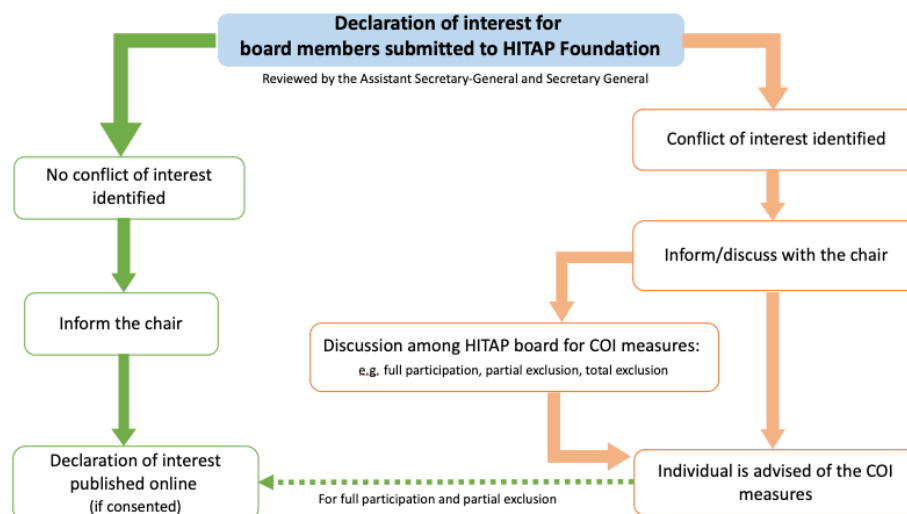 Declaration of interest for
board members submitted to HITAP Foundation
Reviewed by the Assistant Secretary-General and Secretary General
No conflict of interest
identified
Inform the chair
Declaration of interest
published online
(if consented)
Conflict of interest identified
Inform/discuss with the chair
Discussion among HITAP board for COI measures:
e.g. full participation, partial exclusion, total exclusion
Individual is advised of the COI
measures
For full participation and partial exclusion